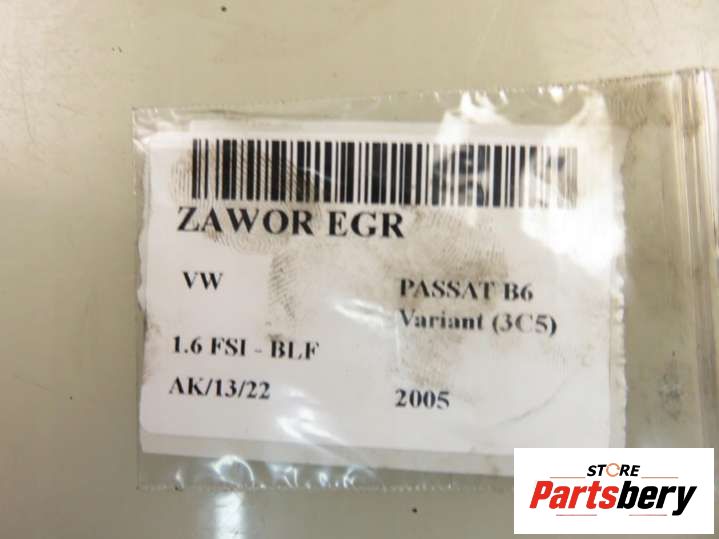 ZAWOR EGR
VW
PASSAT B6
Variant (3C5)
1.6 FSI - BLF
AK/13/22
2005
STORE
Partsbery